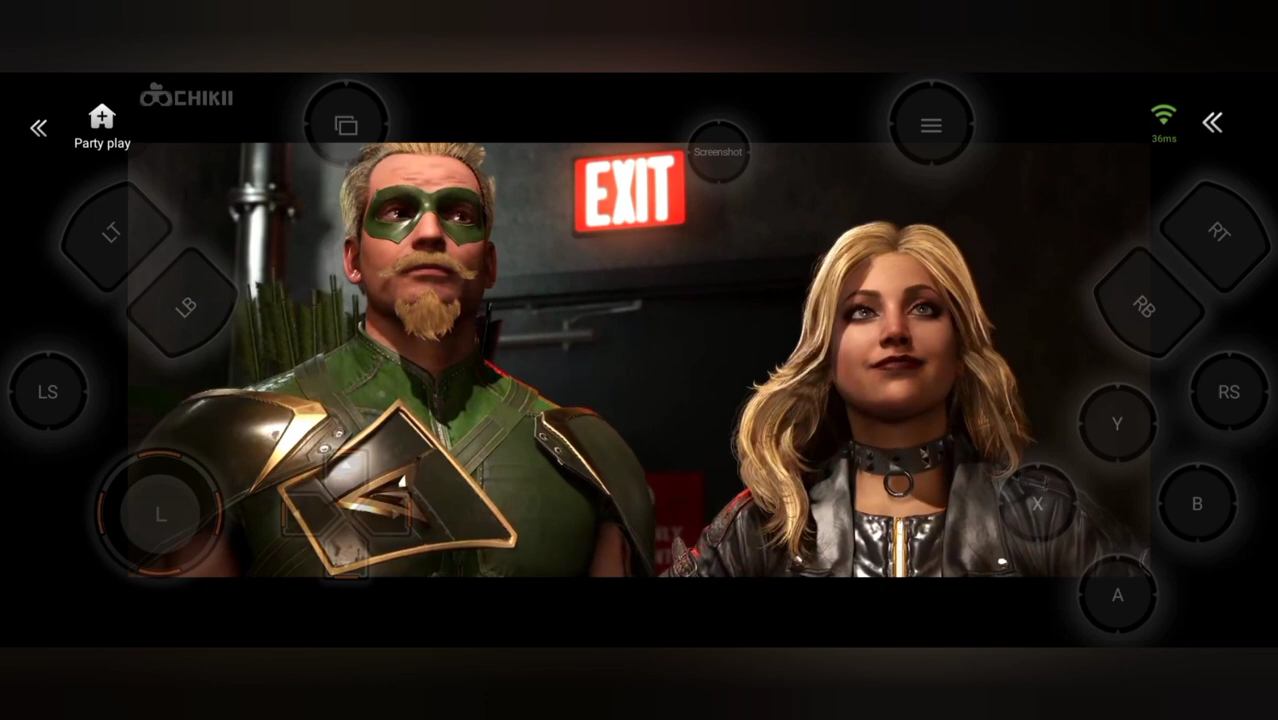 CHIKII
Party play
Screenshot
36ms
EXIT
LT
LB
RT
RB
LS
RS
Y
X
B
A
L